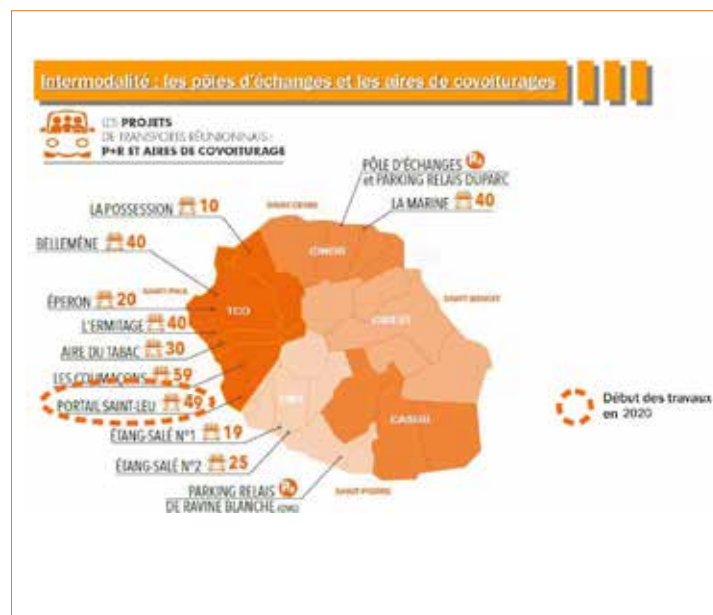 Intermodalité : les pôles d'échanges et les aires de covoiturages
LES PROJETS
DE TRANSPORTS RÉUNIONNAIS :
P+R ET AIRES DE COVOITURAGE
PÔLE D'ÉCHANGES
et PARKING RELAIS DUPARC
LA MARINE 40
SAINT-DENIS
LA POSSESSION 10
CINOR
BELLEMÈNE 40
SAINT-PAUL
ÉPERON 20
TCO
SAINT-BENOIT
CIREST
L'ERMITAGE 40
AIRE DU TABAC 30
LES COUMAÇONS 59
PORTAIL SAINT-LEU 49
CASUD
Début des travaux
en 2020
ÉTANG-SALÉ N°1 19
ÉTANG-SALÉ N°2 25
PARKING RELAIS
DE RAVINE BLANCHE
SAINT-PIERRE